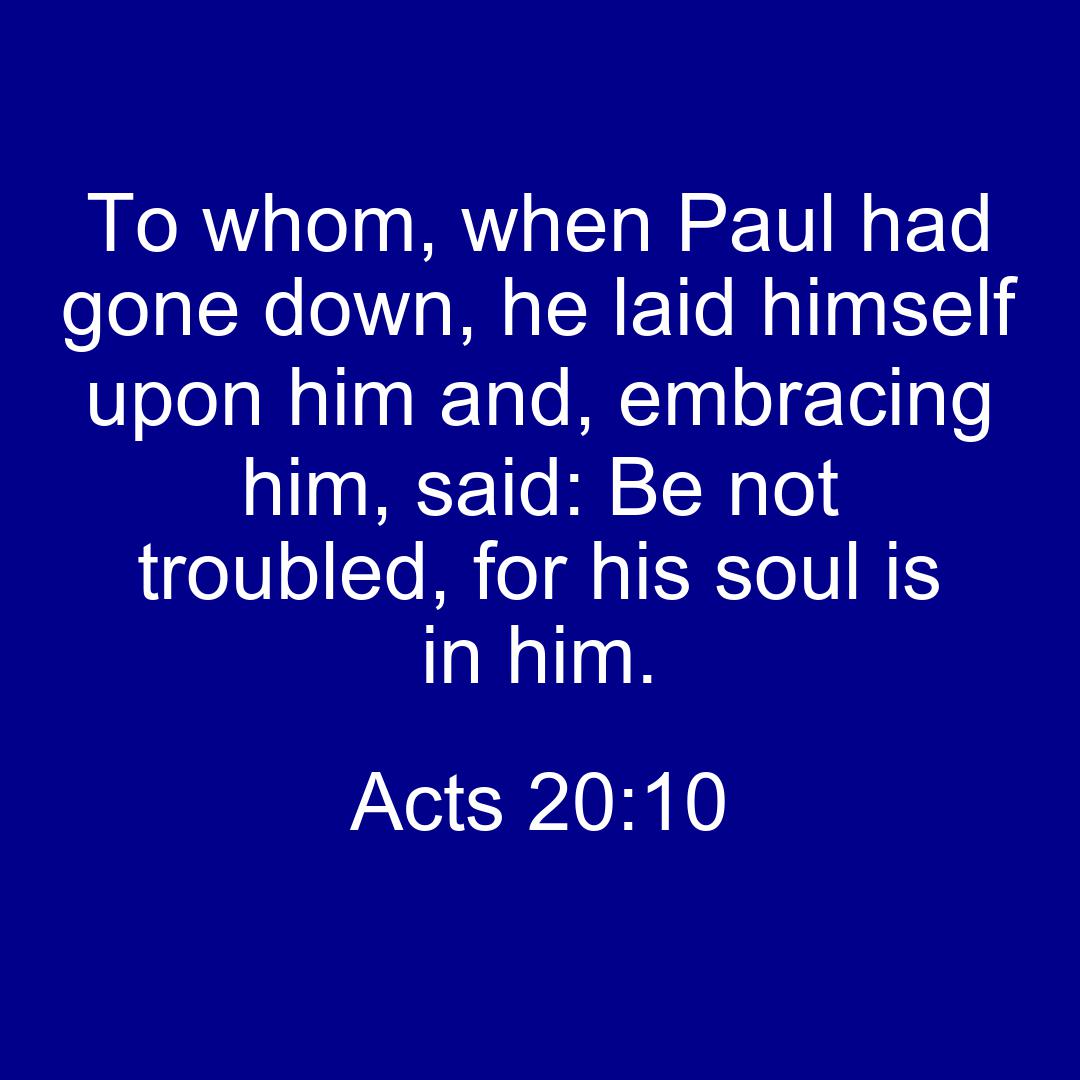 To whom, when Paul had
gone down, he laid himself
upon him and, embracing
him, said: Be not
troubled, for his soul is
in him.
Acts 20:10